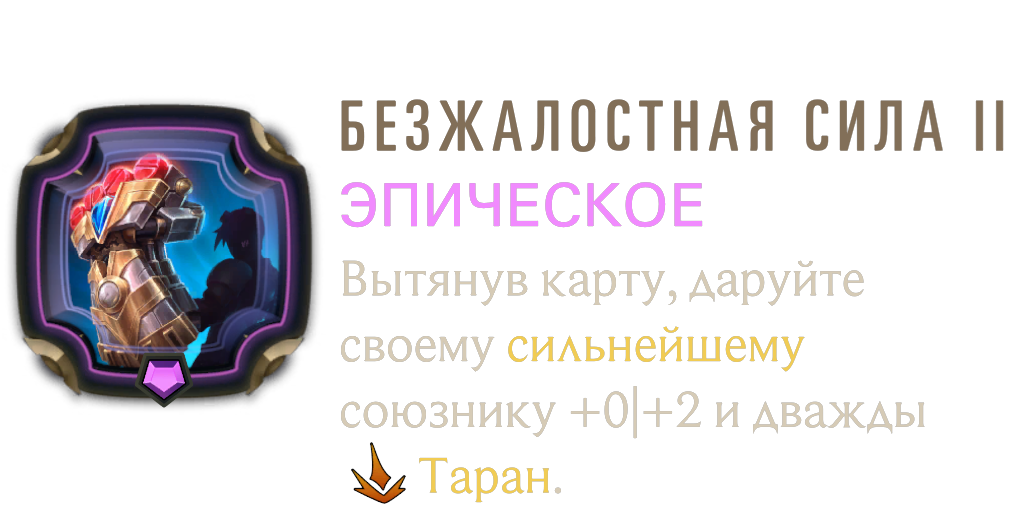 БЕЗЖАЛОСТНАЯ СИЛА II
ЭПИЧЕСКОЕ
Вытянув карту, даруйте
своему сильнейшему
союзнику +0|+2 и дважды
Таран.